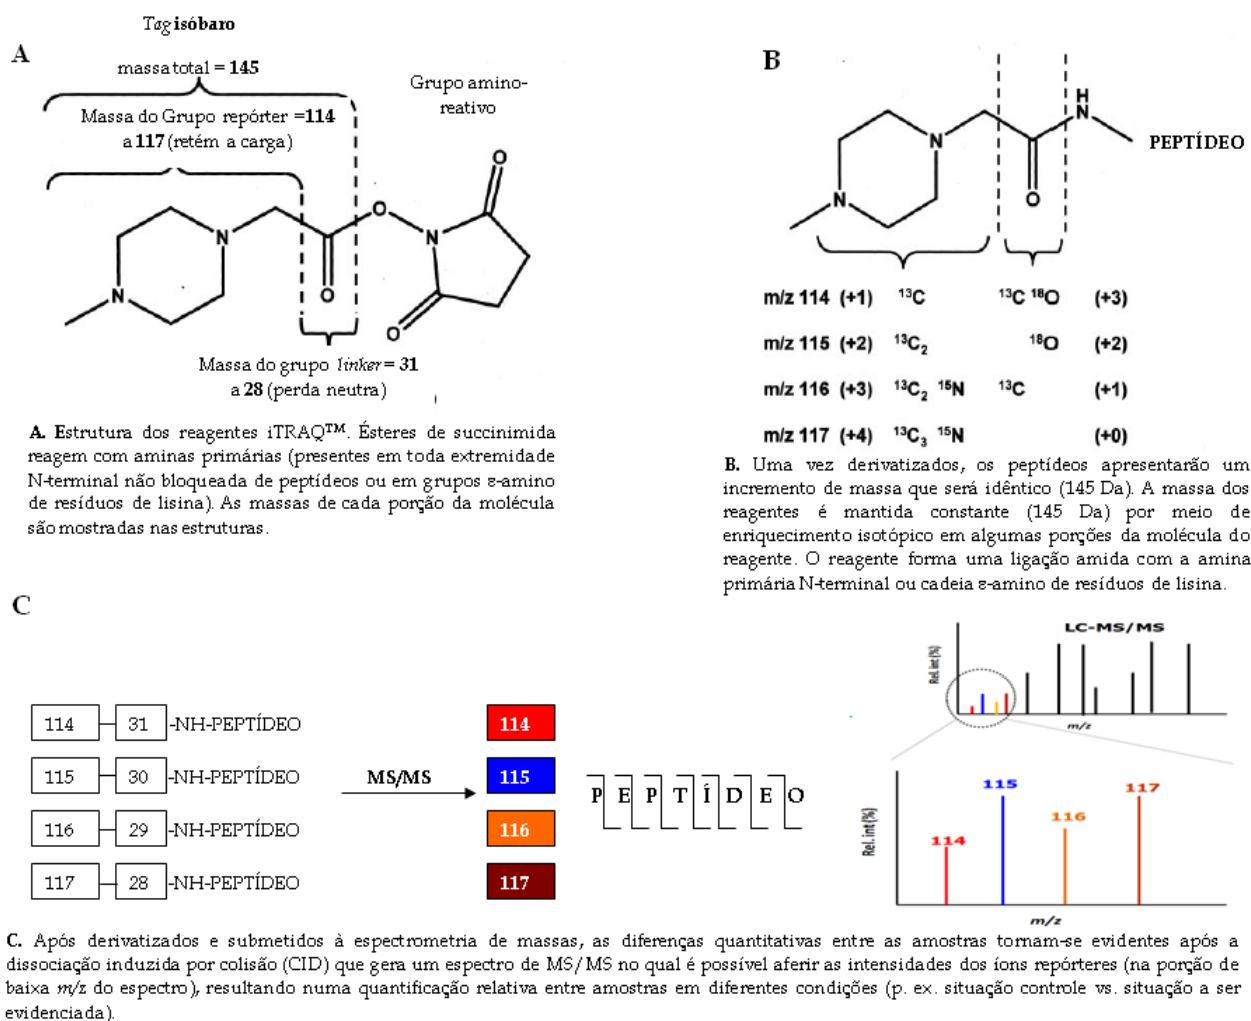 Tag isóbaro
A
massa total = 145
Grupo amino-
reativo
Massa do Grupo repórter =114
a 117 (retém a carga)
O
O
N
N
N
O
O
Massa do grupo linker = 31
a 28 (perda neutra)
A. Estrutura dos reagentes iTRAQ™. Ésteres de succinimida
reagem com aminas primárias (presentes em toda extremidade
N-terminal não bloqueada de peptídeos ou em grupos ε-amino
de resíduos de lisina). As massas de cada porção da molécula
são mostradas nas estruturas.
B
H
N
N
PEPTÍDEO
N
O
m/z 114 (+1) ¹³C ¹³C ¹⁸O (+3)
m/z 115 (+2) ¹³C₂ ¹⁸O (+2)
m/z 116 (+3) ¹³C₂ ¹⁵N ¹³C (+1)
m/z 117 (+4) ¹³C₃ ¹⁵N (+0)
B. Uma vez derivatizados, os peptídeos apresentarão um
incremento de massa que será idêntico (145 Da). A massa dos
reagentes é mantida constante (145 Da) por meio de
enriquecimento isotópico em algumas porções da molécula do
reagente. O reagente forma uma ligação amida com a amina
primária N-terminal ou cadeia ε-amino de resíduos de lisina.
C
114 31 -NH-PEPTÍDEO
115 30 -NH-PEPTÍDEO
116 29 -NH-PEPTÍDEO
117 28 -NH-PEPTÍDEO
MS/MS
114
115
116
117
P E P T Í D E O
LC-MS/MS
Rel. int (%)
m/z
115
117
116
114
Rel. int (%)
m/z
C. Após derivatizados e submetidos à espectrometria de massas, as diferenças quantitativas entre as amostras tornam-se evidentes após a
dissociação induzida por colisão (CID) que gera um espectro de MS/MS no qual é possível aferir as intensidades dos íons repórteres (na porção de
baixa m/z do espectro), resultando numa quantificação relativa entre amostras em diferentes condições (p. ex. situação controle vs. situação a ser
evidenciada).